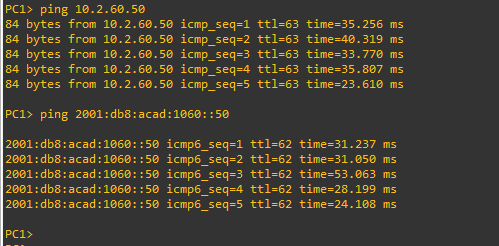 PC1> ping 10.2.60.50
84 bytes from 10.2.60.50 icmp_seq=1 ttl=63 time=35.256 ms
84 bytes from 10.2.60.50 icmp_seq=2 ttl=63 time=40.319 ms
84 bytes from 10.2.60.50 icmp_seq=3 ttl=63 time=33.770 ms
84 bytes from 10.2.60.50 icmp_seq=4 ttl=63 time=35.807 ms
84 bytes from 10.2.60.50 icmp_seq=5 ttl=63 time=23.610 ms
PC1> ping 2001:db8:acad:1060::50
2001:db8:acad:1060::50 icmp6_seq=1 ttl=62 time=31.237 ms
2001:db8:acad:1060::50 icmp6_seq=2 ttl=62 time=31.050 ms
2001:db8:acad:1060::50 icmp6_seq=3 ttl=62 time=53.063 ms
2001:db8:acad:1060::50 icmp6_seq=4 ttl=62 time=28.199 ms
2001:db8:acad:1060::50 icmp6_seq=5 ttl=62 time=24.108 ms
PC1>